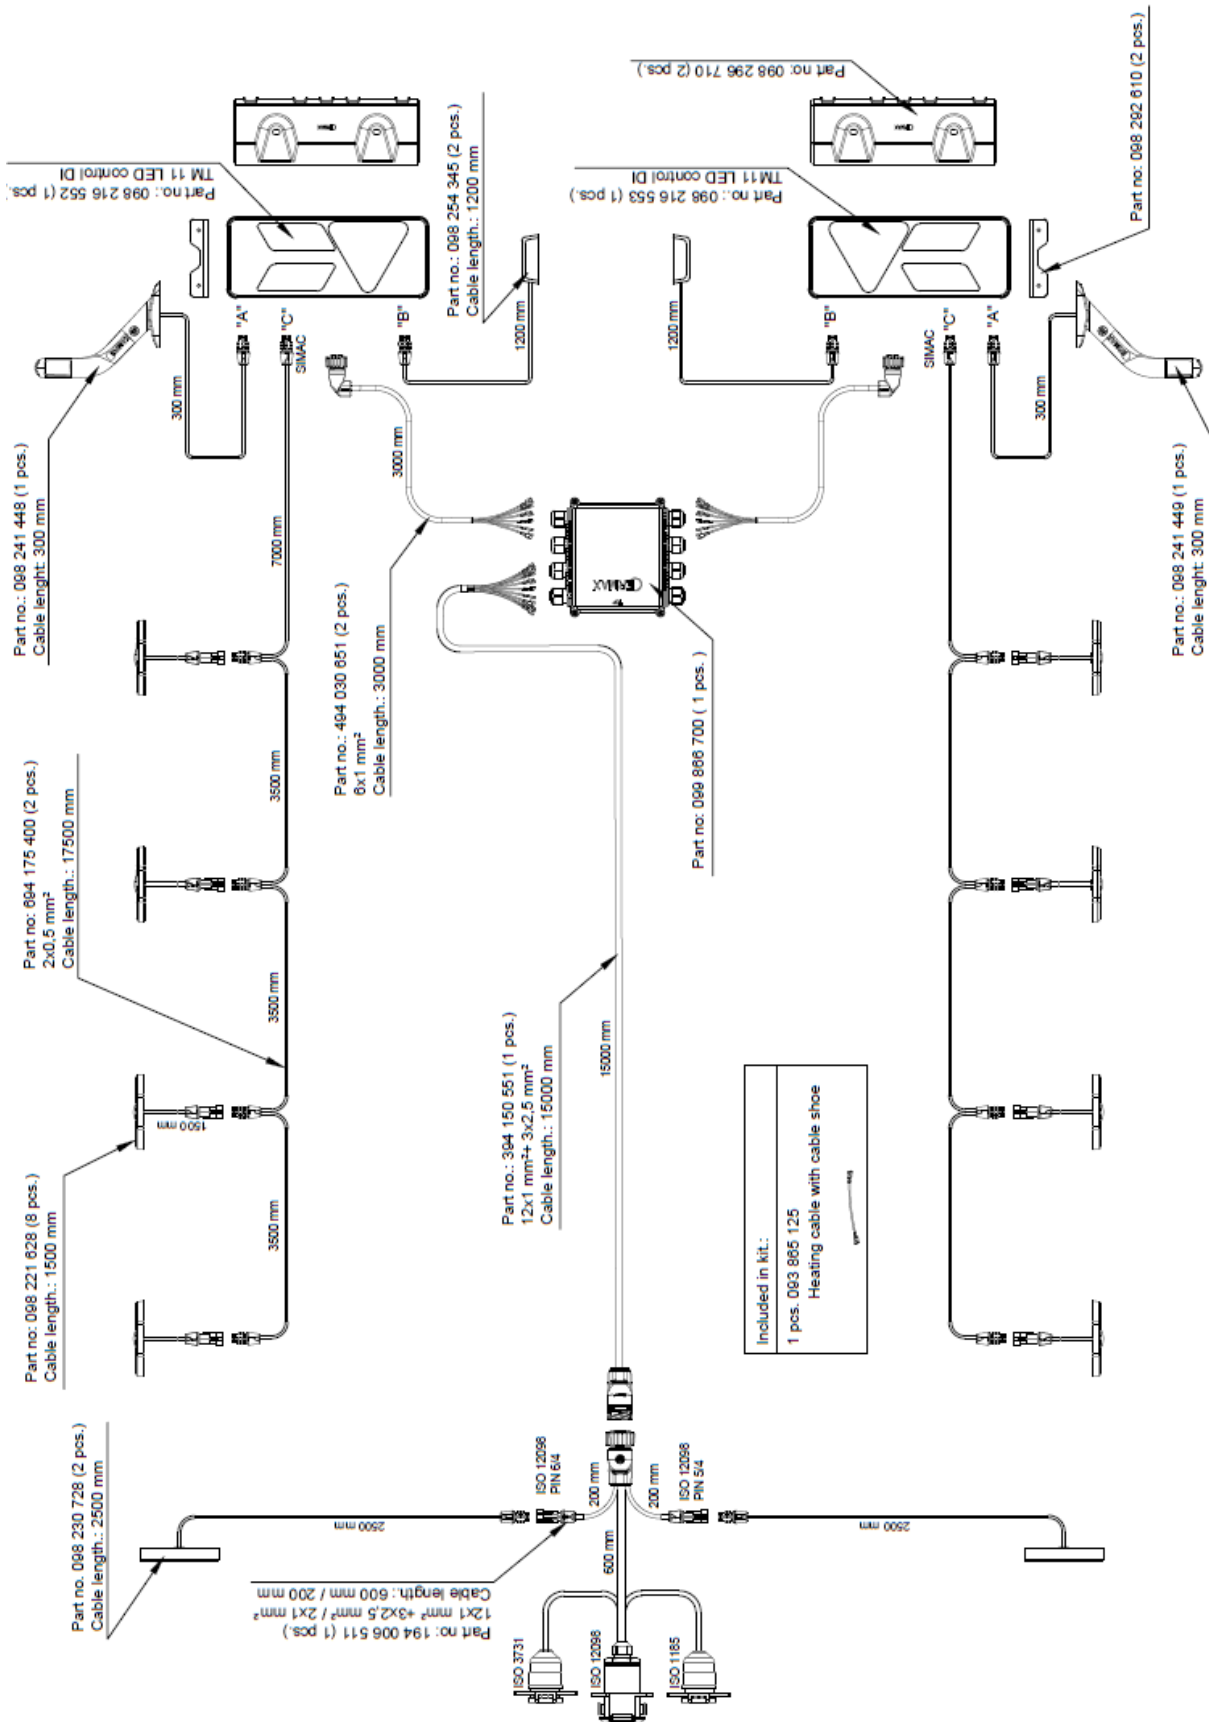 Part no: 098 296 710 (2 pcs.)
Part no.: 098 216 552 (1 pcs.
TM 11 LED control DI
Part no.: 098 254 345 (2 pcs.)
Cable length.: 1200 mm
Part no.: 098 216 553 (1 pcs.)
TM11 LED control DI
Part no: 098 292 610 (2 pcs.)
"A"
"C"
SIMAC
"B"
1200 mm
1200 mm
"B"
SIMAC
"C"
"A"
300 mm
300 mm
Part no.: 098 241 448 (1 pcs.)
Cable lenght: 300 mm
Part no.: 098 241 449 (1 pcs.)
Cable lenght: 300 mm
3000 mm
7000 mm
Part no.: 494 030 651 (2 pcs.)
6x1 mm²
Cable length.: 3000 mm
Part no: 099 866 700 ( 1 pcs. )
3500 mm
Part no: 694 175 400 (2 pcs.)
2x0,5 mm²
Cable length.: 17500 mm
3500 mm
Part no.: 394 150 551 (1 pcs.)
12x1 mm²+ 3x2,5 mm²
Cable length.: 15000 mm
15000 mm
1500 mm
Part no: 098 221 628 (8 pcs.)
Cable length.: 1500 mm
3500 mm
Included in kit.:
1 pcs. 093 865 125
Heating cable with cable shoe
Part no. 098 230 728 (2 pcs.)
Cable length.: 2500 mm
2500 mm
ISO 12098
PIN 6/4
200 mm
200 mm
ISO 12098
PIN 5/4
2500 mm
600 mm
Part no: 194 006 511 (1 pcs.)
12x1 mm² +3x2,5 mm² / 2x1 mm²
Cable length.: 600 mm / 200 mm
ISO 3731
ISO 12098
ISO 1185